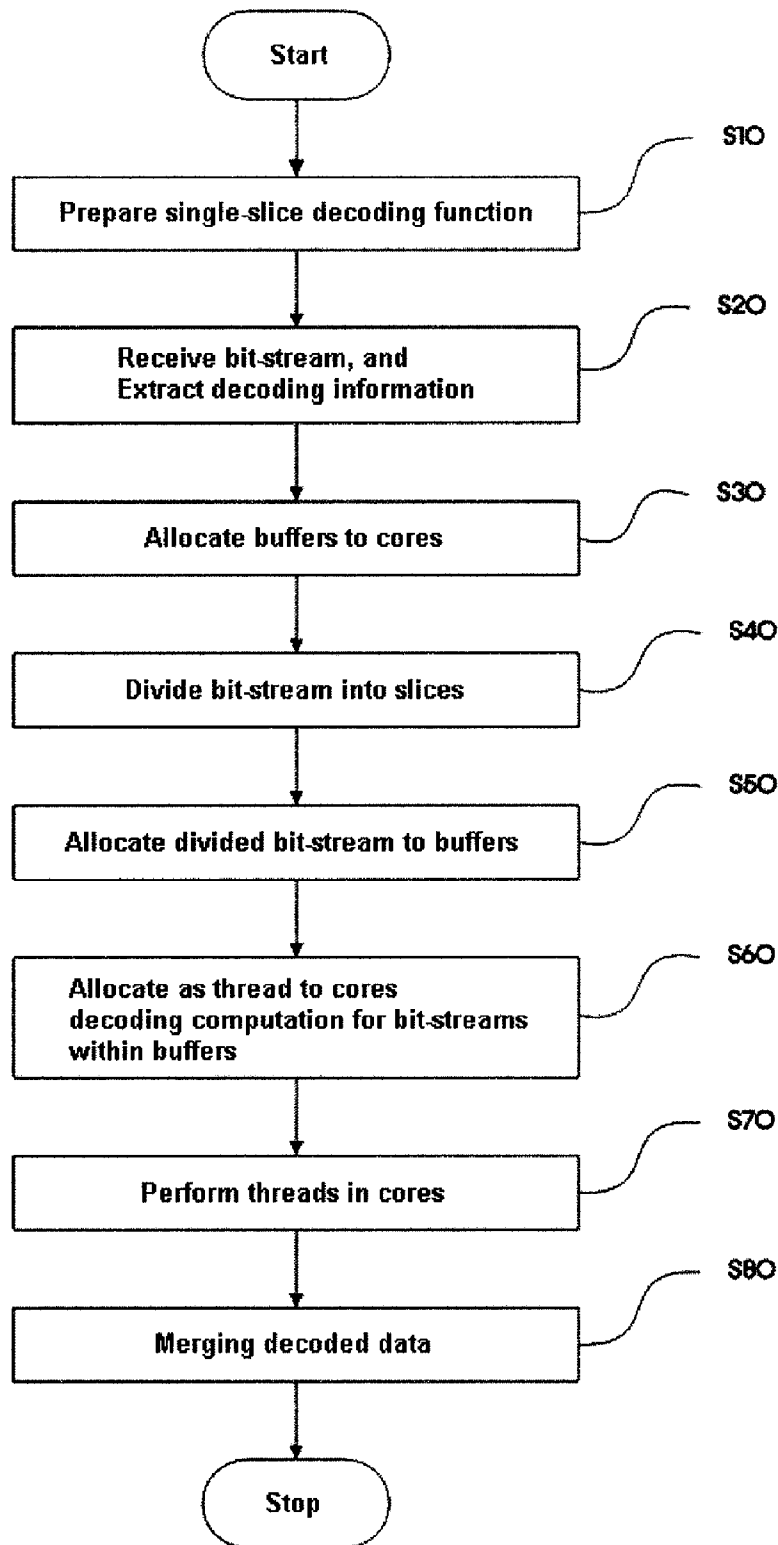 Start
S10
Prepare single-slice decoding function
S20
Receive bit-stream, and
Extract decoding information
S30
Allocate buffers to cores
S40
Divide bit-stream into slices
S50
Allocate divided bit-stream to buffers
S60
Allocate as thread to cores
decoding computation for bit-streams
within buffers
S70
Perform threads in cores
S80
Merging decoded data
Stop